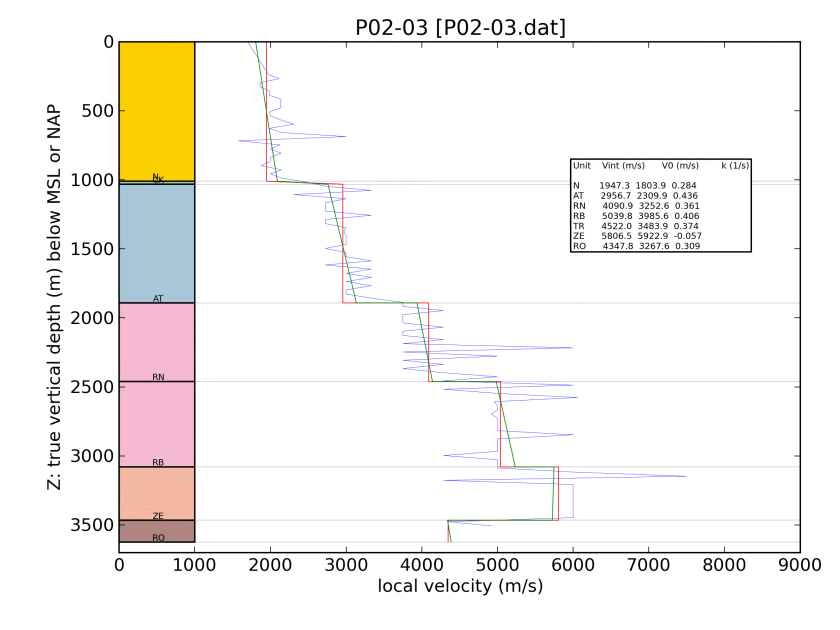 P02-03 [P02-03.dat]
0
500
1000
1500
2000
2500
3000
3500
Z: true vertical depth (m) below MSL or NAP
N
AT
RN
RB
ZE
RO
Unit Vint (m/s) V0 (m/s) k (1/s)
N 1947.3 1803.9 0.284
AT 2956.7 2309.9 0.436
RN 4090.9 3252.6 0.361
RB 5039.8 3985.6 0.406
TR 4522.0 3483.9 0.374
ZE 5806.5 5922.9 -0.057
RO 4347.8 3267.6 0.309
0 1000 2000 3000 4000 5000 6000 7000 8000 9000
local velocity (m/s)